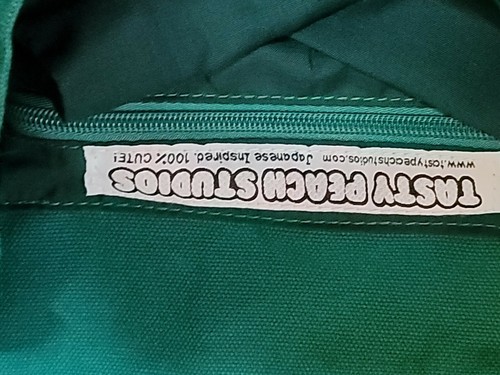 TASTY PEACH STUDIOS
www.tastypeachstudios.com Japanese Inspired, 100% CUTE!